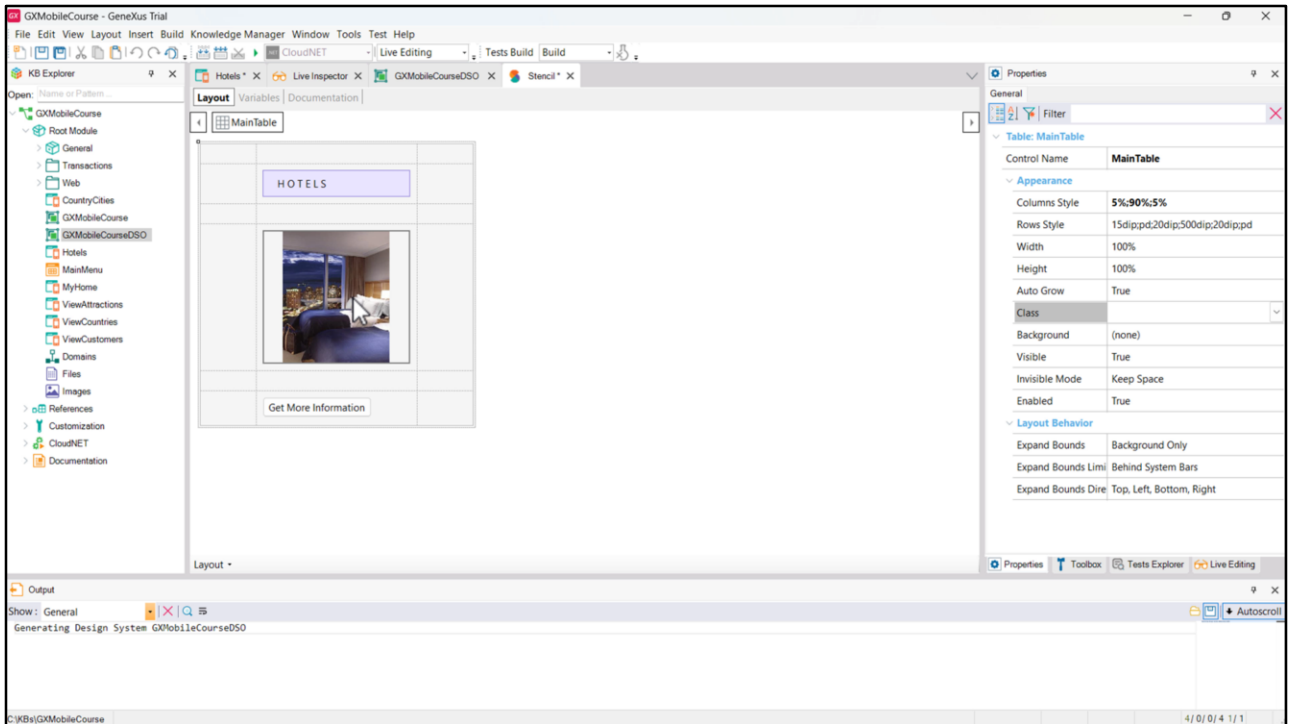 GX GXMobileCourse - GeneXus Trial
File Edit View Layout Insert Build Knowledge Manager Window Tools Test Help
CloudNET Live Editing Tests Build Build
KB Explorer
Open: Name or Pattern...
GXMobileCourse
Root Module
General
Transactions
Web
CountryCities
GXMobileCourse
GXMobileCourseDSO
Hotels
MainMenu
MyHome
ViewAttractions
ViewCountries
ViewCustomers
Domains
Files
Images
References
Customization
CloudNET
Documentation
Hotels * X Live Inspector X GXMobileCourseDSO X Stencil * X
Layout Variables Documentation
MainTable
HOTELS
Get More Information
Layout
Properties
General
Filter
Table: MainTable
Control Name MainTable
Appearance
Columns Style 5%;90%;5%
Rows Style 15dip;pd;20dip;500dip;20dip;pd
Width 100%
Height 100%
Auto Grow True
Class
Background (none)
Visible True
Invisible Mode Keep Space
Enabled True
Layout Behavior
Expand Bounds Background Only
Expand Bounds Limi Behind System Bars
Expand Bounds Dire Top, Left, Bottom, Right
Properties Toolbox Tests Explorer Live Editing
Output
Show: General
Autoscroll
Generating Design System GXMobileCourseDSO
C:\KBs\GXMobileCourse
4/0/0/4 1/1